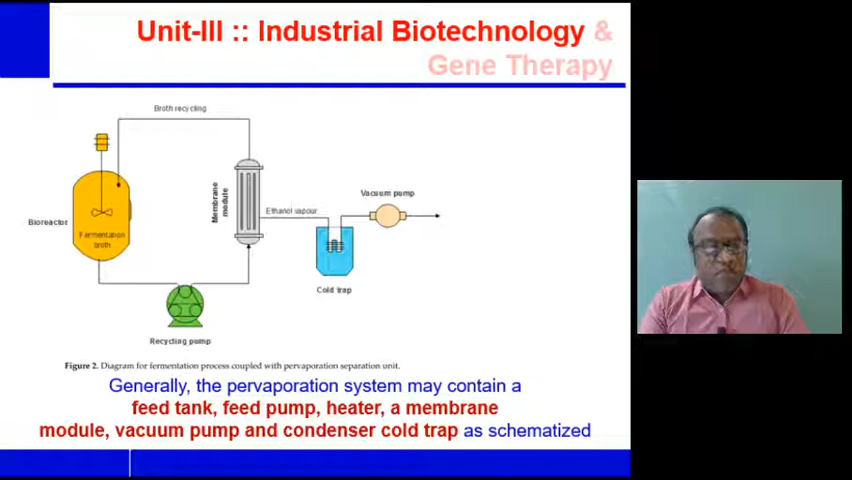 Unit-III :: Industrial Biotechnology &
Gene Therapy
Broth recycling
Membrane
module
Vacuum pump
Ethanol vapour
Bioreactor
Fermentation
broth
Cold trap
Recycling pump
Figure 2. Diagram for fermentation process coupled with pervaporation separation unit.
Generally, the pervaporation system may contain a
feed tank, feed pump, heater, a membrane
module, vacuum pump and condenser cold trap as schematized